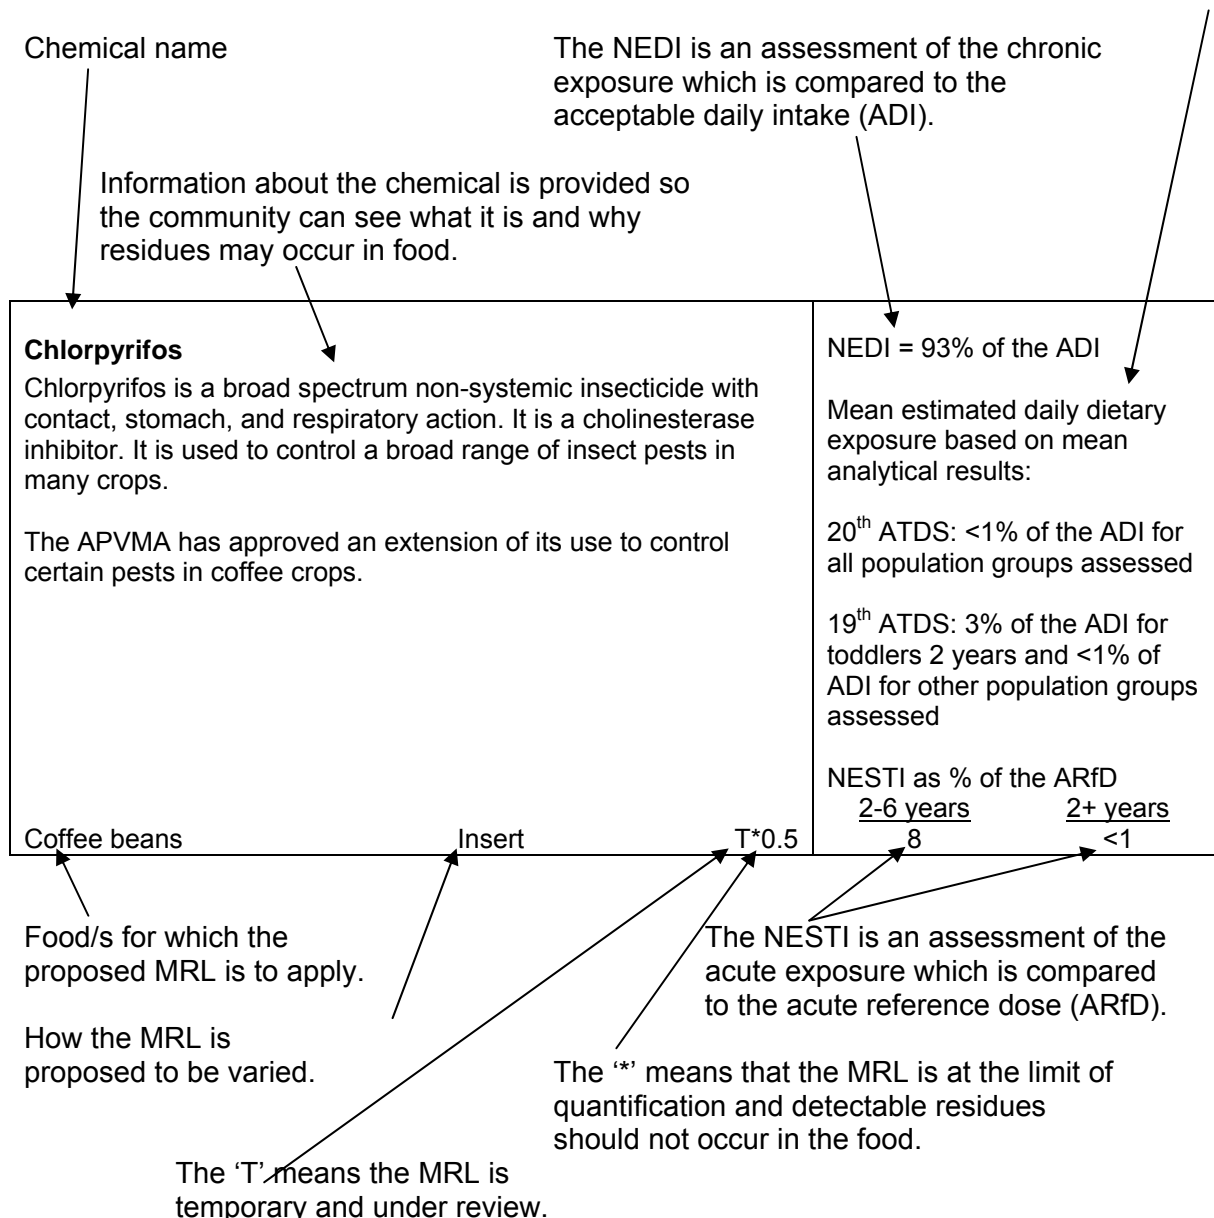 Chemical name
The NEDI is an assessment of the chronic
exposure which is compared to the
acceptable daily intake (ADI).
Information about the chemical is provided so
the community can see what it is and why
residues may occur in food.
Chlorpyrifos
Chlorpyrifos is a broad spectrum non-systemic insecticide with
contact, stomach, and respiratory action. It is a cholinesterase
inhibitor. It is used to control a broad range of insect pests in
many crops.
The APVMA has approved an extension of its use to control
certain pests in coffee crops.
Coffee beans Insert T*0.5
NEDI = 93% of the ADI
Mean estimated daily dietary
exposure based on mean
analytical results:
20th ATDS: <1% of the ADI for
all population groups assessed
19th ATDS: 3% of the ADI for
toddlers 2 years and <1% of
ADI for other population groups
assessed
NESTI as % of the ARfD
2-6 years 2+ years
8 <1
Food/s for which the
proposed MRL is to apply.
How the MRL is
proposed to be varied.
The NESTI is an assessment of the
acute exposure which is compared
to the acute reference dose (ARfD).
The ‘*’ means that the MRL is at the limit of
quantification and detectable residues
should not occur in the food.
The ‘T’ means the MRL is
temporary and under review.